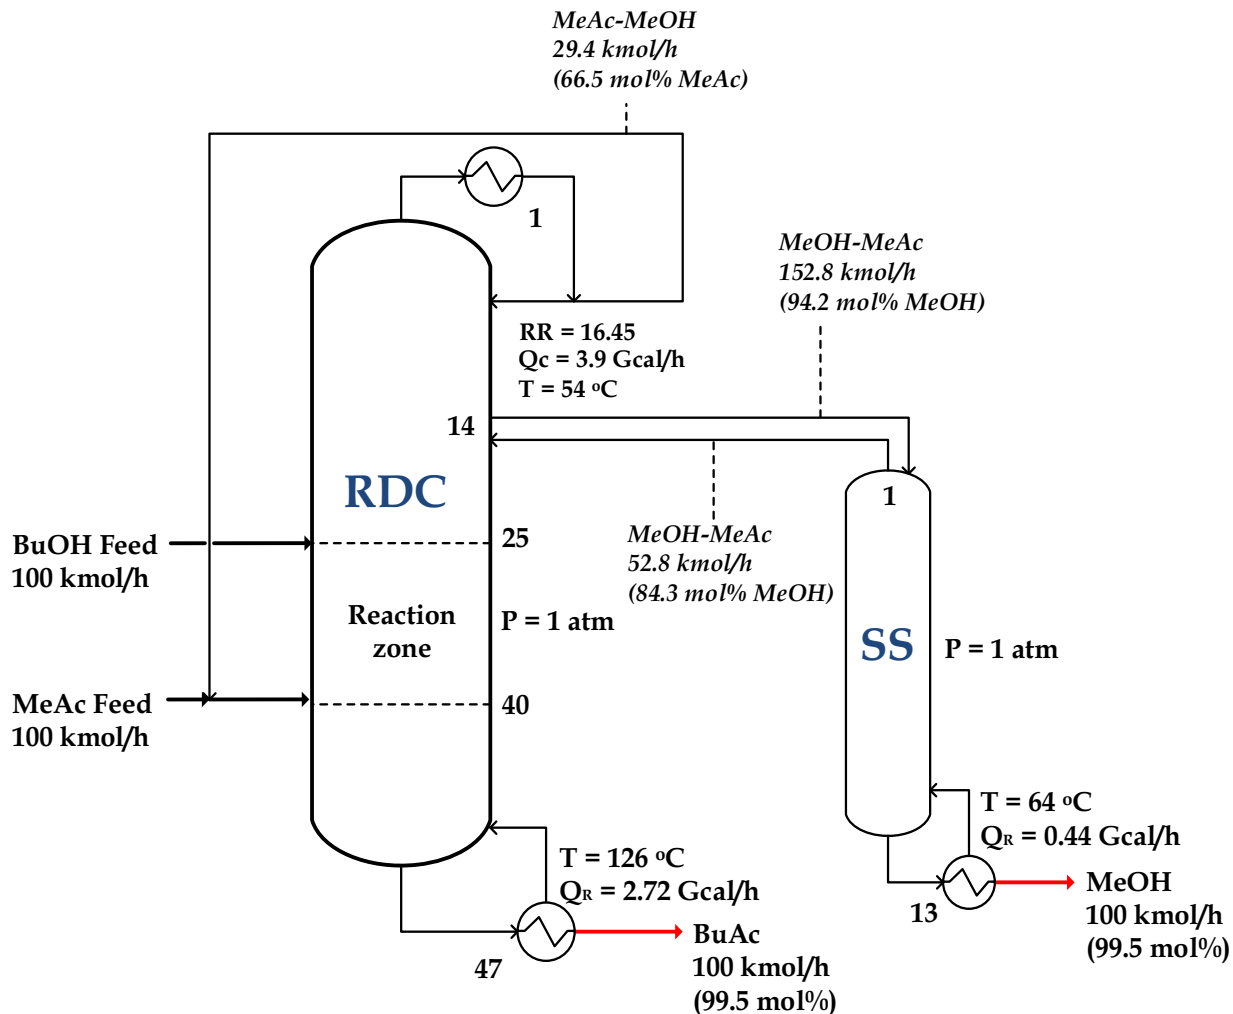 MeAc-MeOH
29.4 kmol/h
(66.5 mol% MeAc)
1
RR = 16.45
Qc = 3.9 Gcal/h
T = 54 °C
MeOH-MeAc
152.8 kmol/h
(94.2 mol% MeOH)
14
RDC
1
MeOH-MeAc
52.8 kmol/h
(84.3 mol% MeOH)
BuOH Feed
100 kmol/h
25
Reaction
zone
P = 1 atm
SS
P = 1 atm
MeAc Feed
100 kmol/h
40
T = 126 °C
QR = 2.72 Gcal/h
47
BuAc
100 kmol/h
(99.5 mol%)
T = 64 °C
QR = 0.44 Gcal/h
13
MeOH
100 kmol/h
(99.5 mol%)